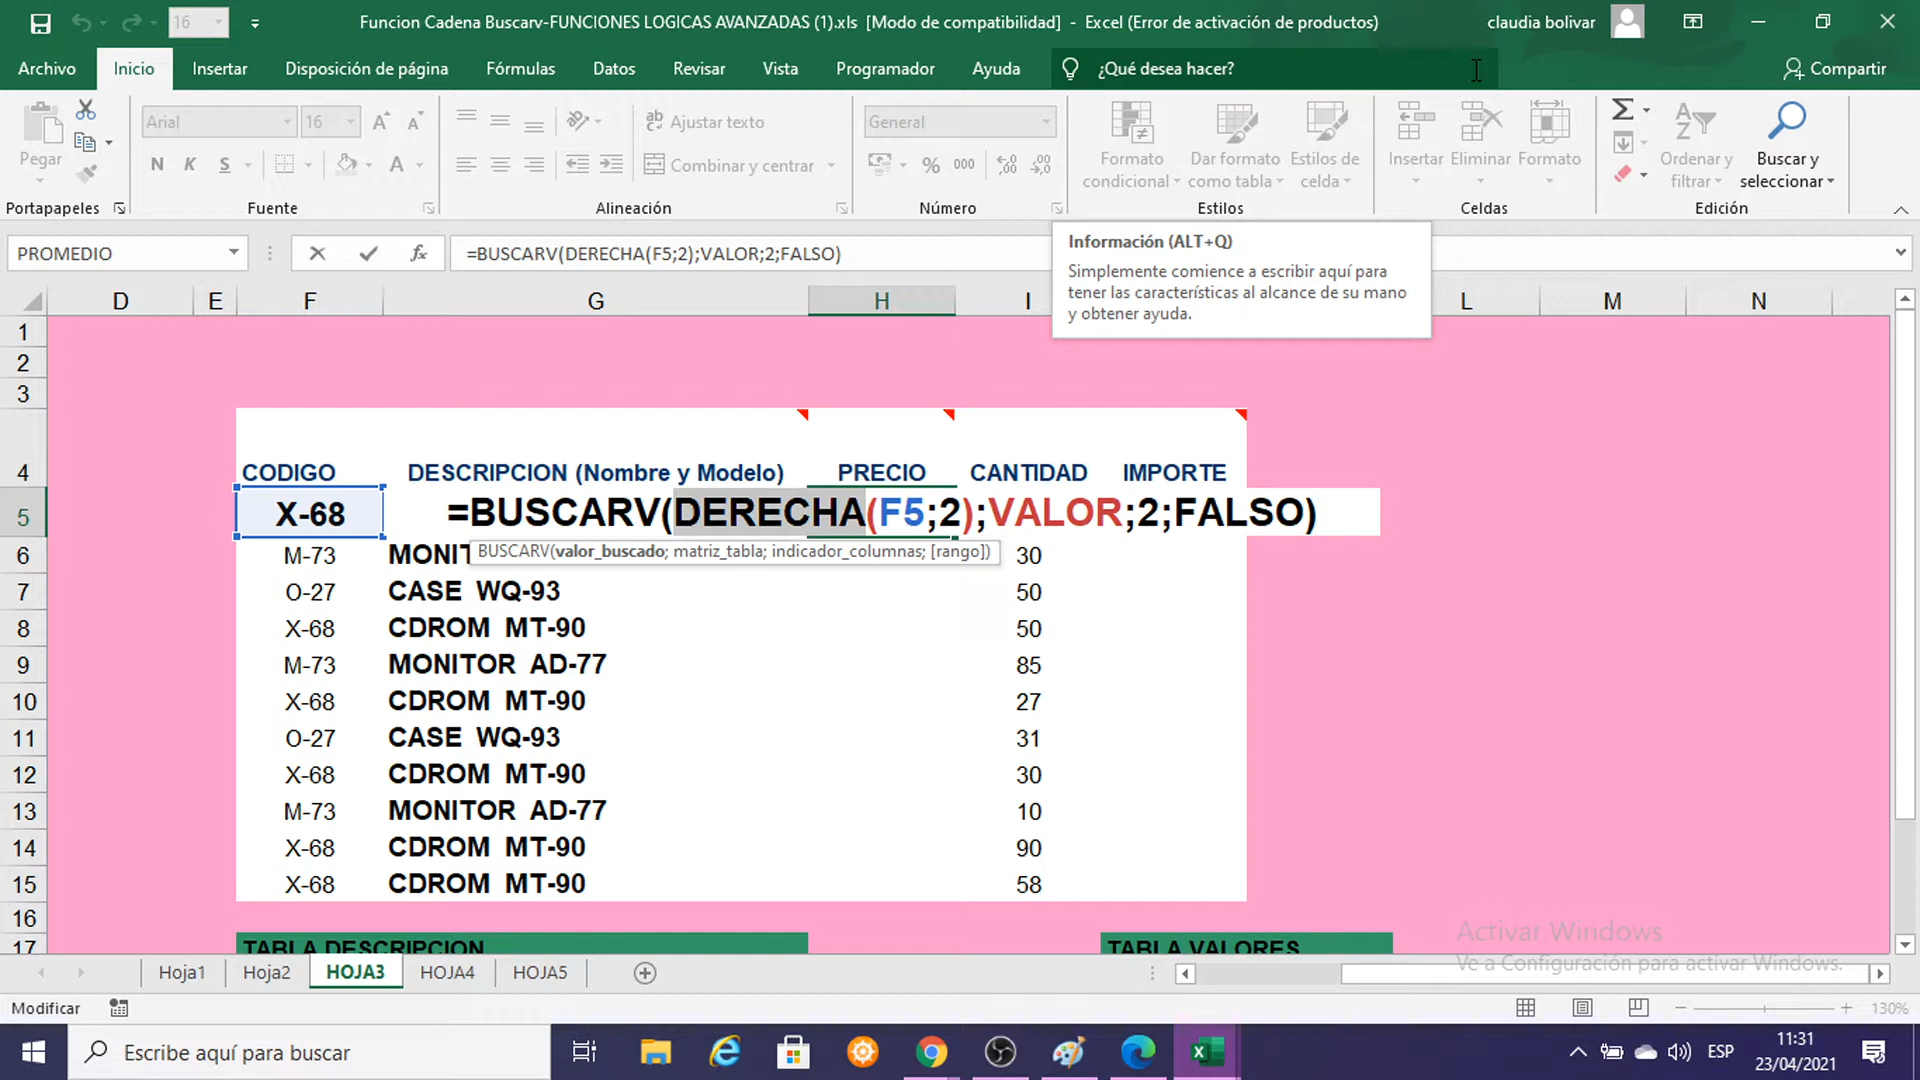 16
Funcion Cadena Buscarv-FUNCIONES LOGICAS AVANZADAS (1).xls [Modo de compatibilidad] - Excel (Error de activación de productos)
claudia bolivar
Archivo Inicio Insertar Disposición de página Fórmulas Datos Revisar Vista Programador Ayuda ¿Qué desea hacer? Compartir
Pegar
Arial 16
N K S A
Ajustar texto
Combinar y centrar
General
% 000
Formato condicional
Dar formato como tabla
Estilos de celda
Insertar Eliminar Formato
Ordenar y filtrar
Buscar y seleccionar
Portapapeles Fuente Alineación Número Estilos Celdas Edición
PROMEDIO fx =BUSCARV(DERECHA(F5;2);VALOR;2;FALSO)
Información (ALT+Q)
Simplemente comience a escribir aquí para
tener las características al alcance de su mano
y obtener ayuda.
D E F G H I L M N
1
2
3
4 CODIGO DESCRIPCION (Nombre y Modelo) PRECIO CANTIDAD IMPORTE
5 X-68 =BUSCARV(DERECHA(F5;2);VALOR;2;FALSO)
BUSCARV(valor_buscado; matriz_tabla; indicador_columnas; [rango])
6 M-73 MONIT 30
7 O-27 CASE WQ-93 50
8 X-68 CDROM MT-90 50
9 M-73 MONITOR AD-77 85
10 X-68 CDROM MT-90 27
11 O-27 CASE WQ-93 31
12 X-68 CDROM MT-90 30
13 M-73 MONITOR AD-77 10
14 X-68 CDROM MT-90 90
15 X-68 CDROM MT-90 58
16
17 TABLA DESCRIPCION TABLA VALORES
Activar Windows
Ve a Configuración para activar Windows.
Hoja1 Hoja2 HOJA3 HOJA4 HOJA5
Modificar 130%
Escribe aquí para buscar
ESP
11:31
23/04/2021